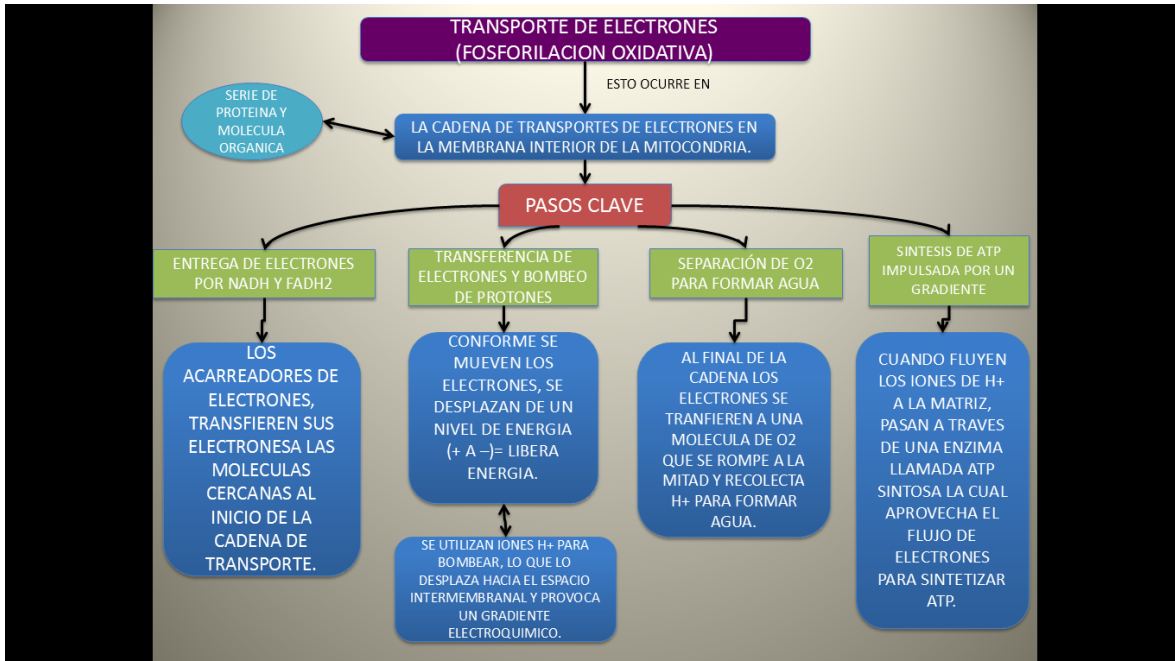 TRANSPORTE DE ELECTRONES
(FOSFORILACION OXIDATIVA)
ESTO OCURRE EN
SERIE DE
PROTEINA Y
MOLECULA
ORGANICA
LA CADENA DE TRANSPORTES DE ELECTRONES EN
LA MEMBRANA INTERIOR DE LA MITOCONDRIA.
PASOS CLAVE
ENTREGA DE ELECTRONES
POR NADH Y FADH2
TRANSFERENCIA DE
ELECTRONES Y BOMBEO
DE PROTONES
SEPARACIÓN DE O2
PARA FORMAR AGUA
SINTESIS DE ATP
IMPULSADA POR UN
GRADIENTE
LOS
ACARREADORES DE
ELECTRONES,
TRANSFIEREN SUS
ELECTRONESA LAS
MOLECULAS
CERCANAS AL
INICIO DE LA
CADENA DE
TRANSPORTE.
CONFORME SE
MUEVEN LOS
ELECTRONES, SE
DESPLAZAN DE UN
NIVEL DE ENERGIA
(+ A –)= LIBERA
ENERGIA.
SE UTILIZAN IONES H+ PARA
BOMBEAR, LO QUE LO
DESPLAZA HACIA EL ESPACIO
INTERMEMBRANAL Y PROVOCA
UN GRADIENTE
ELECTROQUIMICO.
AL FINAL DE LA
CADENA LOS
ELECTRONES SE
TRANFIEREN A UNA
MOLECULA DE O2
QUE SE ROMPE A LA
MITAD Y RECOLECTA
H+ PARA FORMAR
AGUA.
CUANDO FLUYEN
LOS IONES DE H+
A LA MATRIZ,
PASAN A TRAVES
DE UNA ENZIMA
LLAMADA ATP
SINTOSA LA CUAL
APROVECHA EL
FLUJO DE
ELECTRONES
PARA SINTETIZAR
ATP.